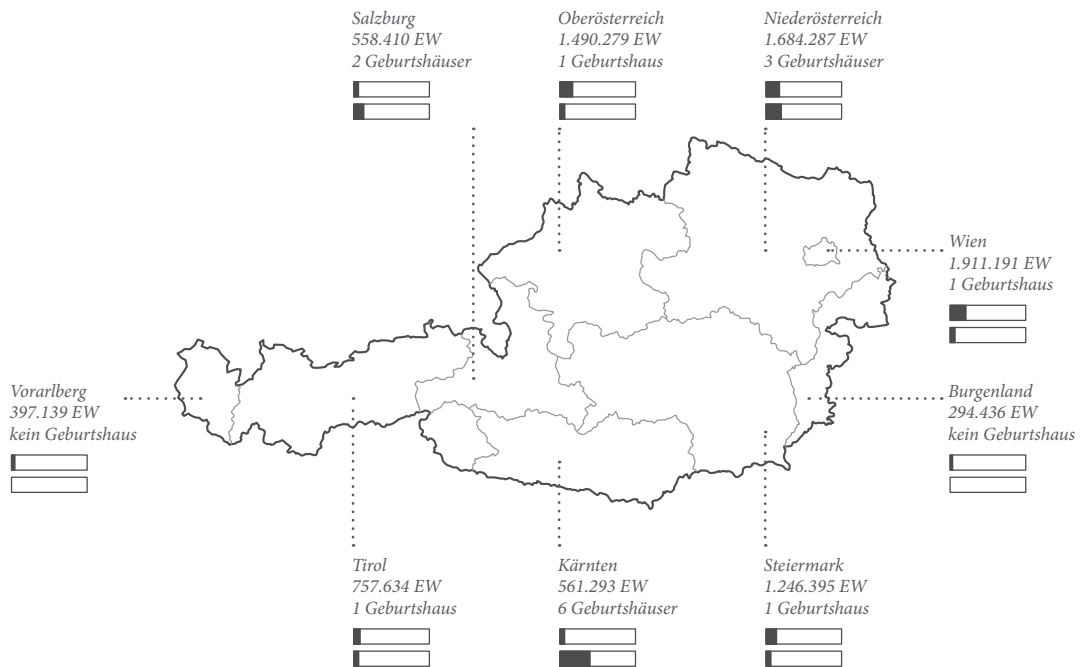 Salzburg
558.410 EW
2 Geburtshäuser
Oberösterreich
1.490.279 EW
1 Geburtshaus
Niederösterreich
1.684.287 EW
3 Geburtshäuser
Wien
1.911.191 EW
1 Geburtshaus
Vorarlberg
397.139 EW
kein Geburtshaus
Burgenland
294.436 EW
kein Geburtshaus
Tirol
757.634 EW
1 Geburtshaus
Kärnten
561.293 EW
6 Geburtshäuser
Steiermark
1.246.395 EW
1 Geburtshaus